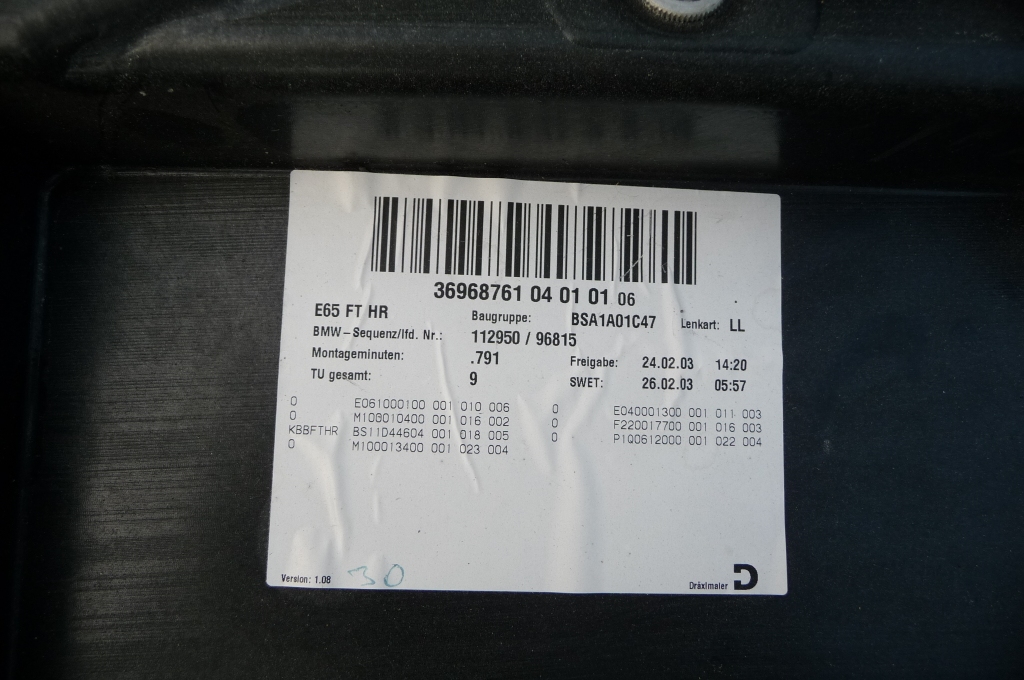 36968761 04 01 01 06
E65 FT HR Baugruppe: BSA1A01C47 Lenkart: LL
BMW-Sequenz/lfd. Nr.: 112950 / 96815
Montageminuten: .791 Freigabe: 24.02.03 14:20
TU gesamt: 9 SWET: 26.02.03 05:57
0 E061000100 001 010 006 0 E040001300 001 011 003
0 M100010400 001 016 002 0 F220017700 001 016 003
KBBFTHR BS11D44604 001 018 005 0 P100612000 001 022 004
0 M100013400 001 023 004
Version: 1.08 30 Dräxlmaier D